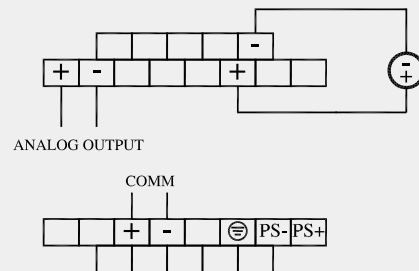 -
+ - +
-
+
ANALOG OUTPUT
COMM
+ - PS- PS+